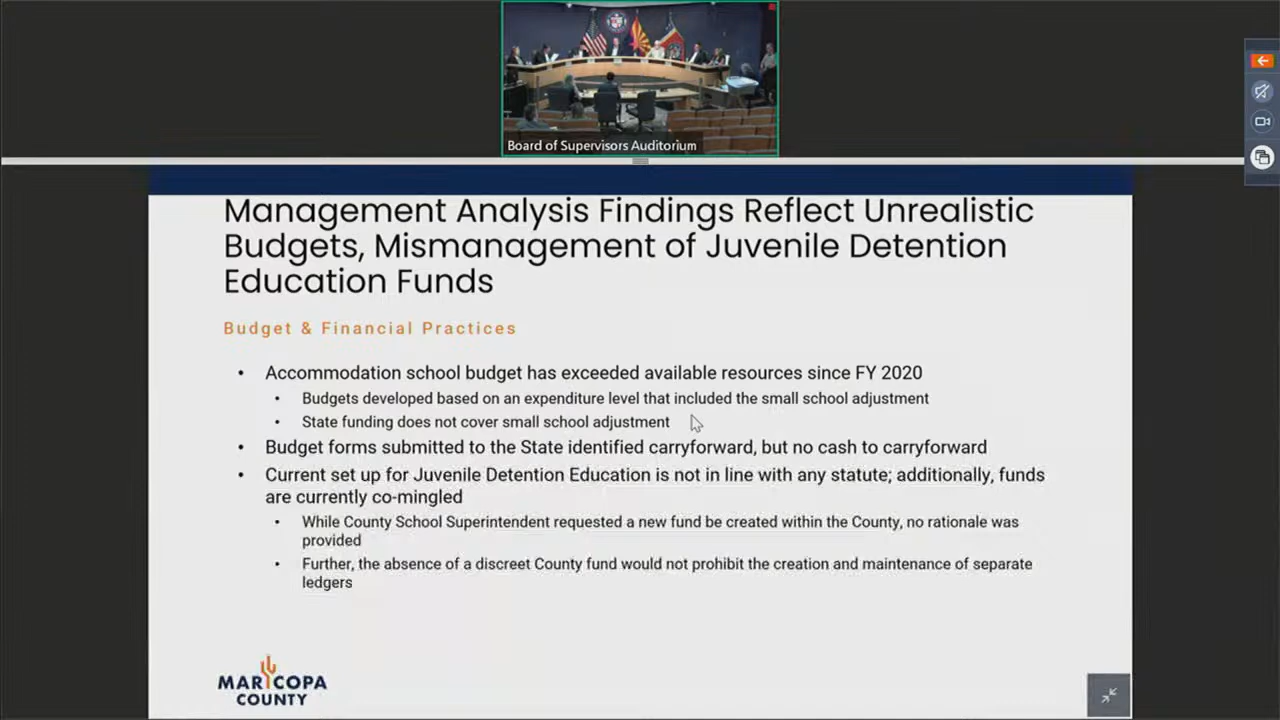 Board of Supervisors Auditorium
Management Analysis Findings Reflect Unrealistic
Budgets, Mismanagement of Juvenile Detention
Education Funds
Budget & Financial Practices
• Accommodation school budget has exceeded available resources since FY 2020
• Budgets developed based on an expenditure level that included the small school adjustment
• State funding does not cover small school adjustment
• Budget forms submitted to the State identified carryforward, but no cash to carryforward
• Current set up for Juvenile Detention Education is not in line with any statute; additionally, funds
are currently co-mingled
• While County School Superintendent requested a new fund be created within the County, no rationale was
provided
• Further, the absence of a discreet County fund would not prohibit the creation and maintenance of separate
ledgers
MARICOPA
COUNTY